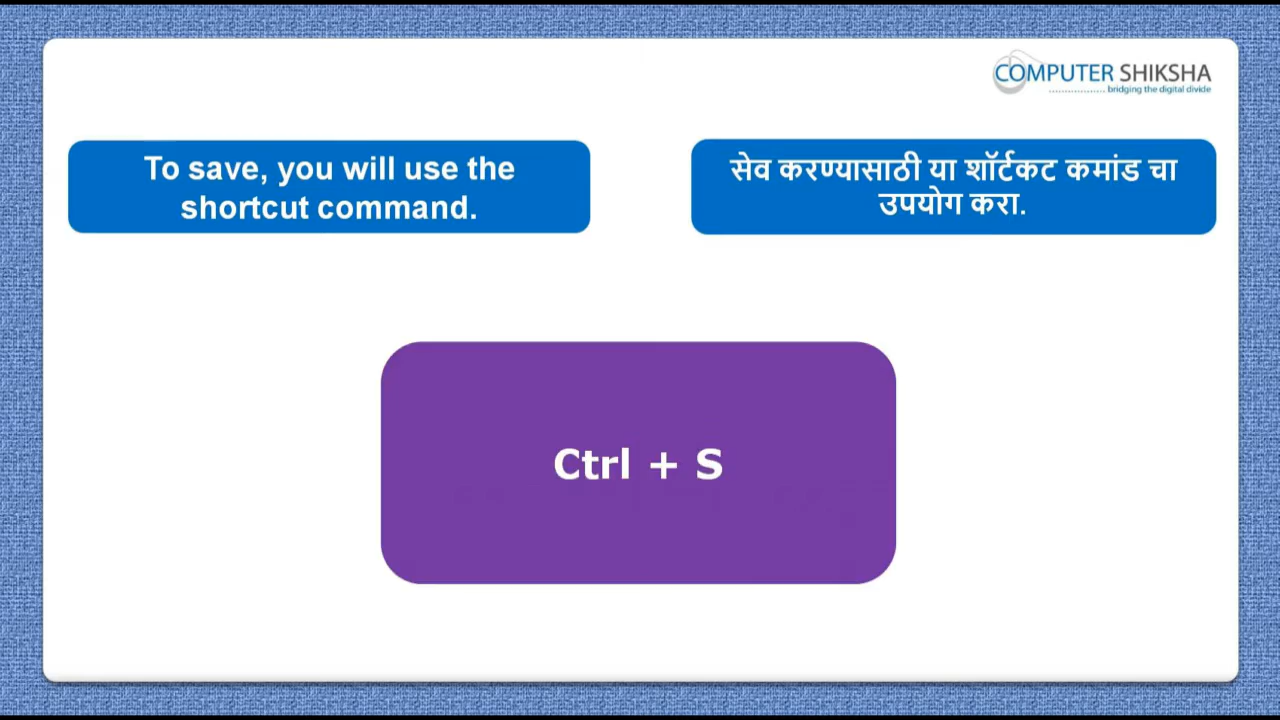 COMPUTER SHIKSHA
bridging the digital divide
To save, you will use the
shortcut command.
सेव करण्यासाठी या शॉर्टकट कमांड चा
उपयोग करा.
Ctrl + S